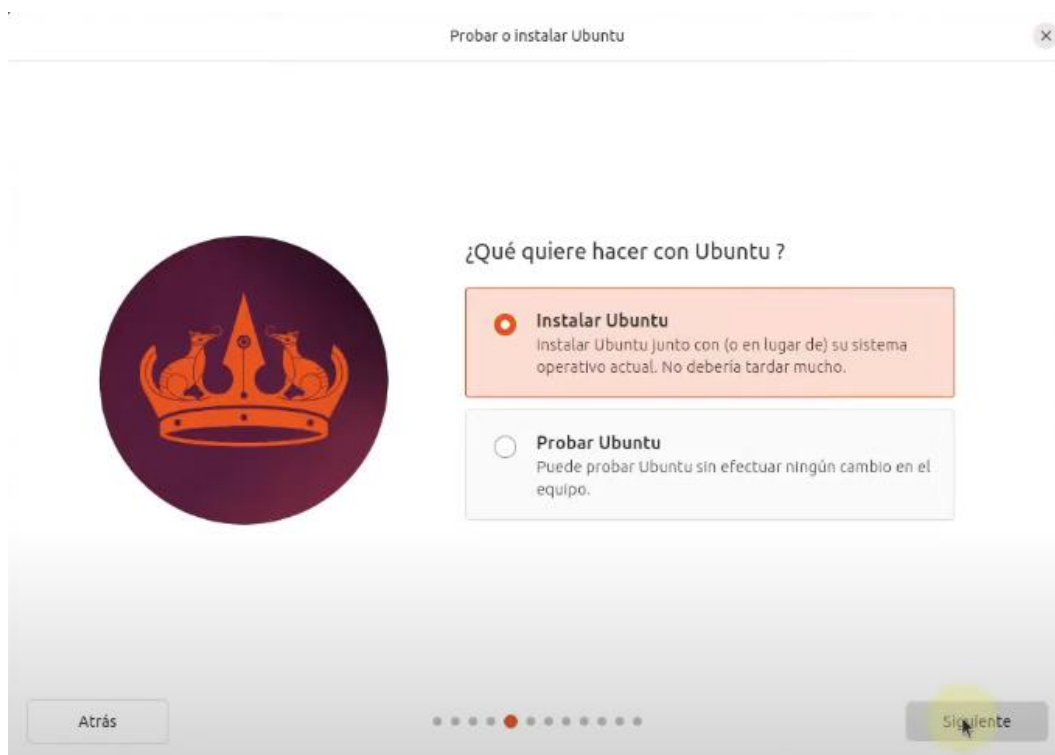 Probar o instalar Ubuntu
¿Qué quiere hacer con Ubuntu ?
Instalar Ubuntu
Instalar Ubuntu junto con (o en lugar de) su sistema
operativo actual. No debería tardar mucho.
Probar Ubuntu
Puede probar Ubuntu sin efectuar ningún cambio en el
equipo.
Atrás
Siguiente